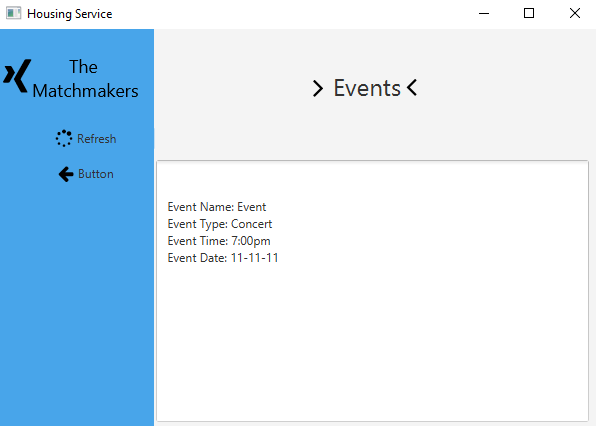 Housing Service
The
Matchmakers
Refresh
Button
Events
Event Name: Event
Event Type: Concert
Event Time: 7:00pm
Event Date: 11-11-11